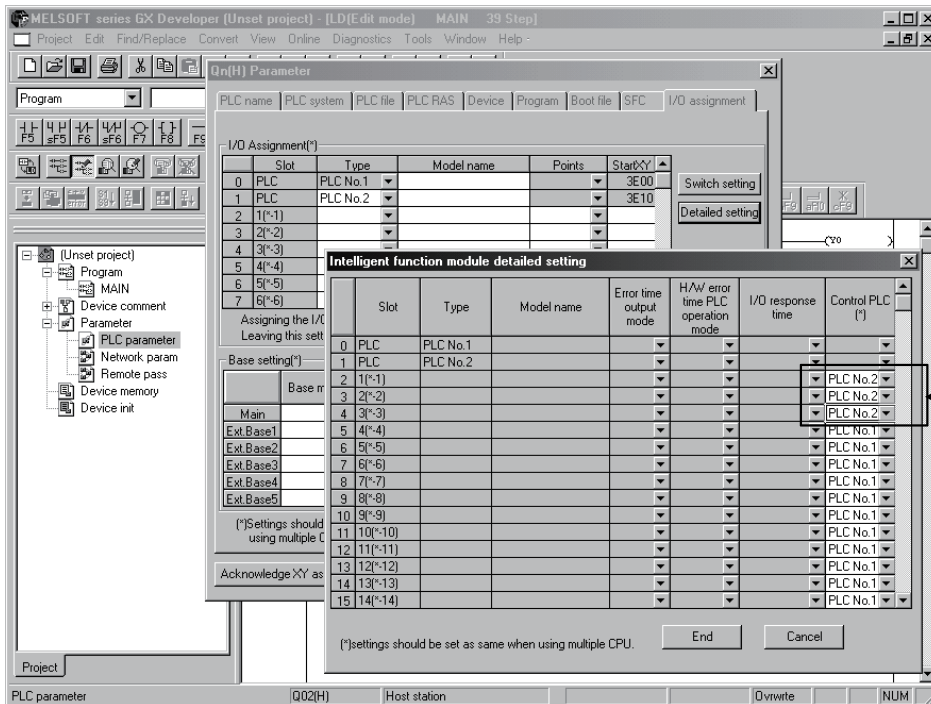 MELSOFT series GX Developer (Unset project) - [LD(Edit mode) MAIN 39 Step]
Project Edit Find/Replace Convert View Online Diagnostics Tools Window Help
Qn(H) Parameter
Program
PLC name PLC system PLC file PLC RAS Device Program Boot file SFC I/O assignment
F5 sF5 F6 sF6 F7 F8 F9
I/O Assignment(*)
Slot Type Model name Points StartXY
0 PLC PLC No.1 3E00
1 PLC PLC No.2 3E10
2 1(*-1)
3 2(*-2)
4 3(*-3)
5 4(*-4)
6 5(*-5)
7 6(*-6)
Switch setting
Detailed setting
Assigning the I/O
Leaving this sett
Base setting(*)
Base m
Main
Ext.Base1
Ext.Base2
Ext.Base3
Ext.Base4
Ext.Base5
(*)Settings should
using multiple C
Acknowledge XY as
(Unset project)
Program
MAIN
Device comment
Parameter
PLC parameter
Network param
Remote pass
Device memory
Device init
Project
Y0
Intelligent function module detailed setting
Slot Type Model name Error time output mode H/W error time PLC operation mode I/O response time Control PLC (*)
0 PLC PLC No.1
1 PLC PLC No.2
2 1(*-1) PLC No.2
3 2(*-2) PLC No.2
4 3(*-3) PLC No.2
5 4(*-4) PLC No.1
6 5(*-5) PLC No.1
7 6(*-6) PLC No.1
8 7(*-7) PLC No.1
9 8(*-8) PLC No.1
10 9(*-9) PLC No.1
11 10(*-10) PLC No.1
12 11(*-11) PLC No.1
13 12(*-12) PLC No.1
14 13(*-13) PLC No.1
15 14(*-14) PLC No.1
(*)settings should be set as same when using multiple CPU.
End Cancel
PLC parameter Q02(H) Host station Ovrwrte NUM